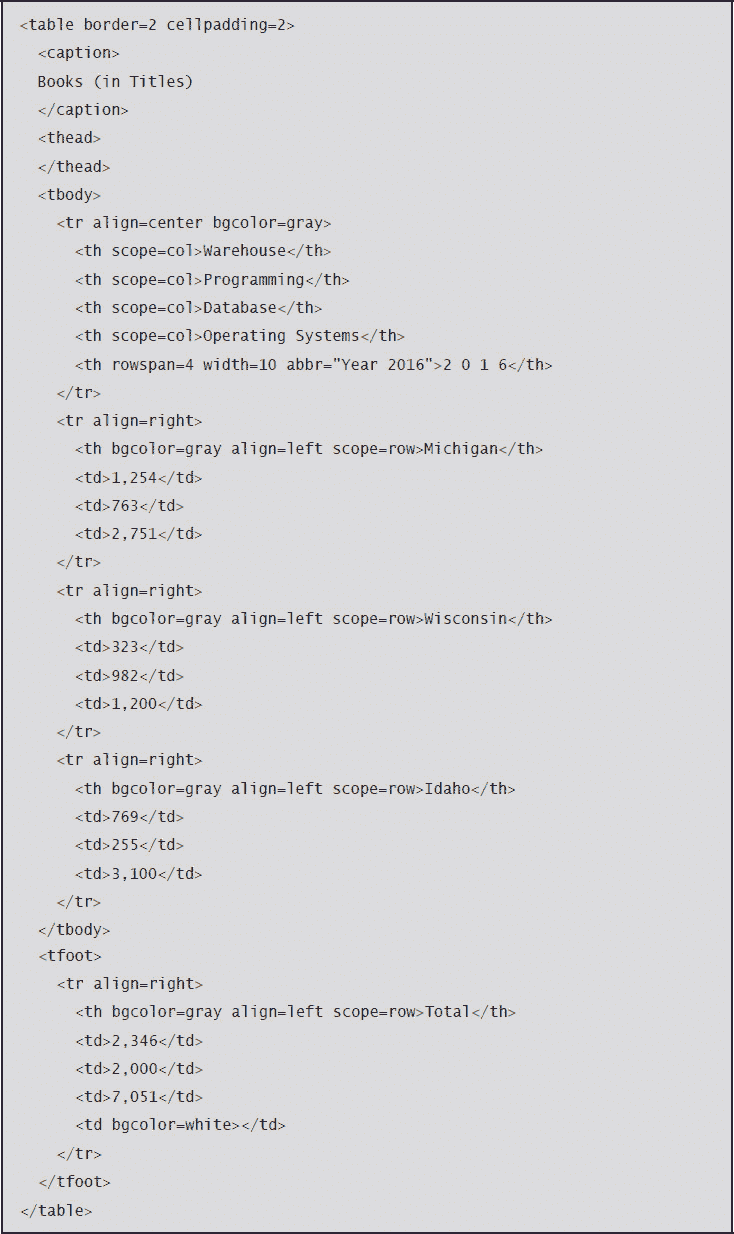 <table border=2 cellpadding=2>
<caption>
Books (in Titles)
</caption>
<thead>
</thead>
<tbody>
<tr align=center bgcolor=gray>
<th scope=col>Warehouse</th>
<th scope=col>Programming</th>
<th scope=col>Database</th>
<th scope=col>Operating Systems</th>
<th rowspan=4 width=10 abbr="Year 2016">2 0 1 6</th>
</tr>
<tr align=right>
<th bgcolor=gray align=left scope=row>Michigan</th>
<td>1,254</td>
<td>763</td>
<td>2,751</td>
</tr>
<tr align=right>
<th bgcolor=gray align=left scope=row>Wisconsin</th>
<td>323</td>
<td>982</td>
<td>1,200</td>
</tr>
<tr align=right>
<th bgcolor=gray align=left scope=row>Idaho</th>
<td>769</td>
<td>255</td>
<td>3,100</td>
</tr>
</tbody>
<tfoot>
<tr align=right>
<th bgcolor=gray align=left scope=row>Total</th>
<td>2,346</td>
<td>2,000</td>
<td>7,051</td>
<td bgcolor=white></td>
</tr>
</tfoot>
</table>